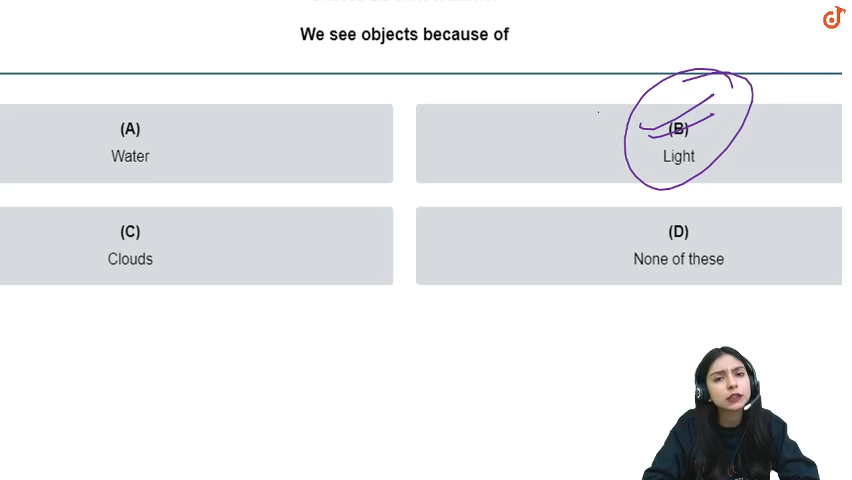 We see objects because of
(A)
Water
(B)
Light
(C)
Clouds
(D)
None of these